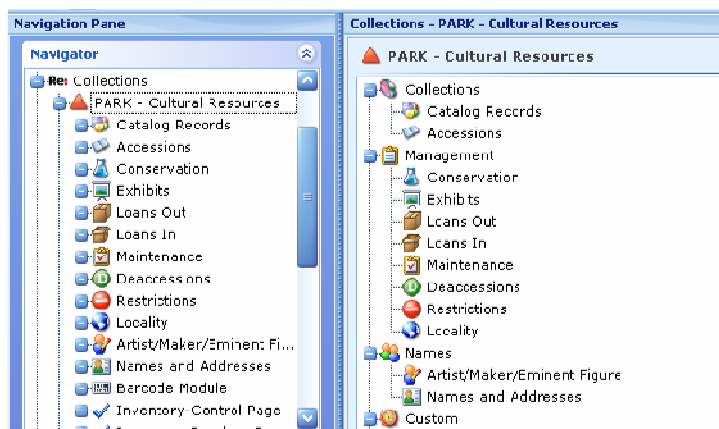 Navigation Pane
Navigator
Re: Collections
PARK - Cultural Resources
Catalog Records
Accessions
Conservation
Exhibits
Loans Out
Loans In
Maintenance
Deaccessions
Restrictions
Locality
Artist/Maker/Eminent Fi...
Names and Addresses
Barcode Module
Inventory-Control Page
Collections - PARK - Cultural Resources
PARK - Cultural Resources
Collections
Catalog Records
Accessions
Management
Conservation
Exhibits
Loans Out
Loans In
Maintenance
Deaccessions
Restrictions
Locality
Names
Artist/Maker/Eminent Figure
Names and Addresses
Custom